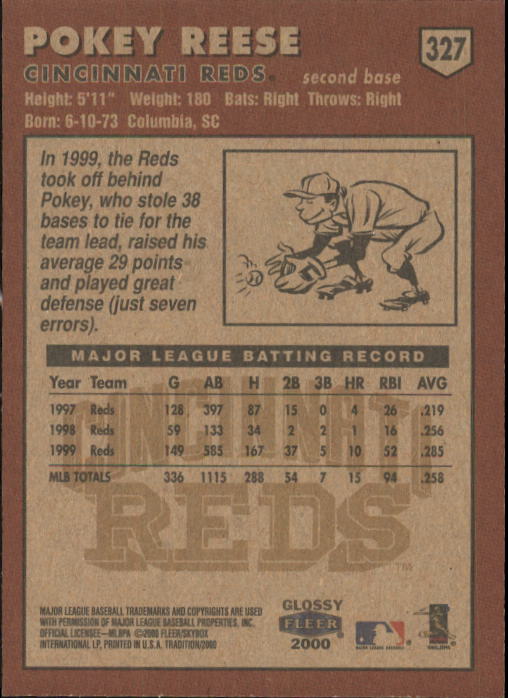 POKEY REESE
327
CINCINNATI REDS® second base
Height: 5'11" Weight: 180 Bats: Right Throws: Right
Born: 6-10-73 Columbia, SC
In 1999, the Reds
took off behind
Pokey, who stole 38
bases to tie for the
team lead, raised his
average 29 points
and played great
defense (just seven
errors).
MAJOR LEAGUE BATTING RECORD
Year Team G AB H 2B 3B HR RBI AVG
1997 Reds 128 397 87 15 0 4 26 .219
1998 Reds 59 133 34 2 2 1 16 .256
1999 Reds 149 585 167 37 5 10 52 .285
MLB TOTALS 336 1115 288 54 7 15 94 .258
CINCINNATI
REDS™
MAJOR LEAGUE BASEBALL TRADEMARKS AND COPYRIGHTS ARE USED
WITH PERMISSION OF MAJOR LEAGUE BASEBALL PROPERTIES, INC.
OFFICIAL LICENSEE—MLBPA ©2000 FLEER/SKYBOX
INTERNATIONAL LP, PRINTED IN U.S.A. TRADITION/2000
GLOSSY
FLEER
2000
MAJOR LEAGUE BASEBALL